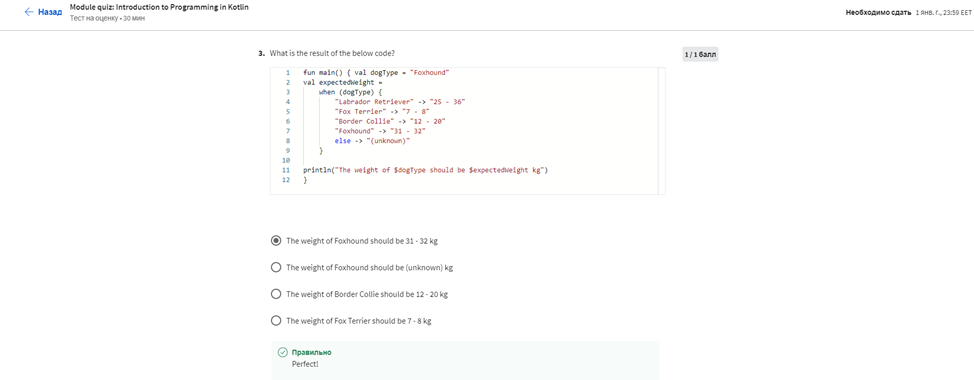 Назад
Module quiz: Introduction to Programming in Kotlin
Тест на оценку • 30 мин
Необходимо сдать 1 янв. г., 23:59 EET
3. What is the result of the below code?
1 / 1 балл
1 fun main() { val dogType = "Foxhound"
2 val expectedWeight =
3 when (dogType) {
4 "Labrador Retriever" -> "25 - 36"
5 "Fox Terrier" -> "7 - 8"
6 "Border Collie" -> "12 - 20"
7 "Foxhound" -> "31 - 32"
8 else -> "(unknown)"
9 }
10
11 println("The weight of $dogType should be $expectedWeight kg")
12 }
The weight of Foxhound should be 31 - 32 kg
The weight of Foxhound should be (unknown) kg
The weight of Border Collie should be 12 - 20 kg
The weight of Fox Terrier should be 7 - 8 kg
Правильно
Perfect!